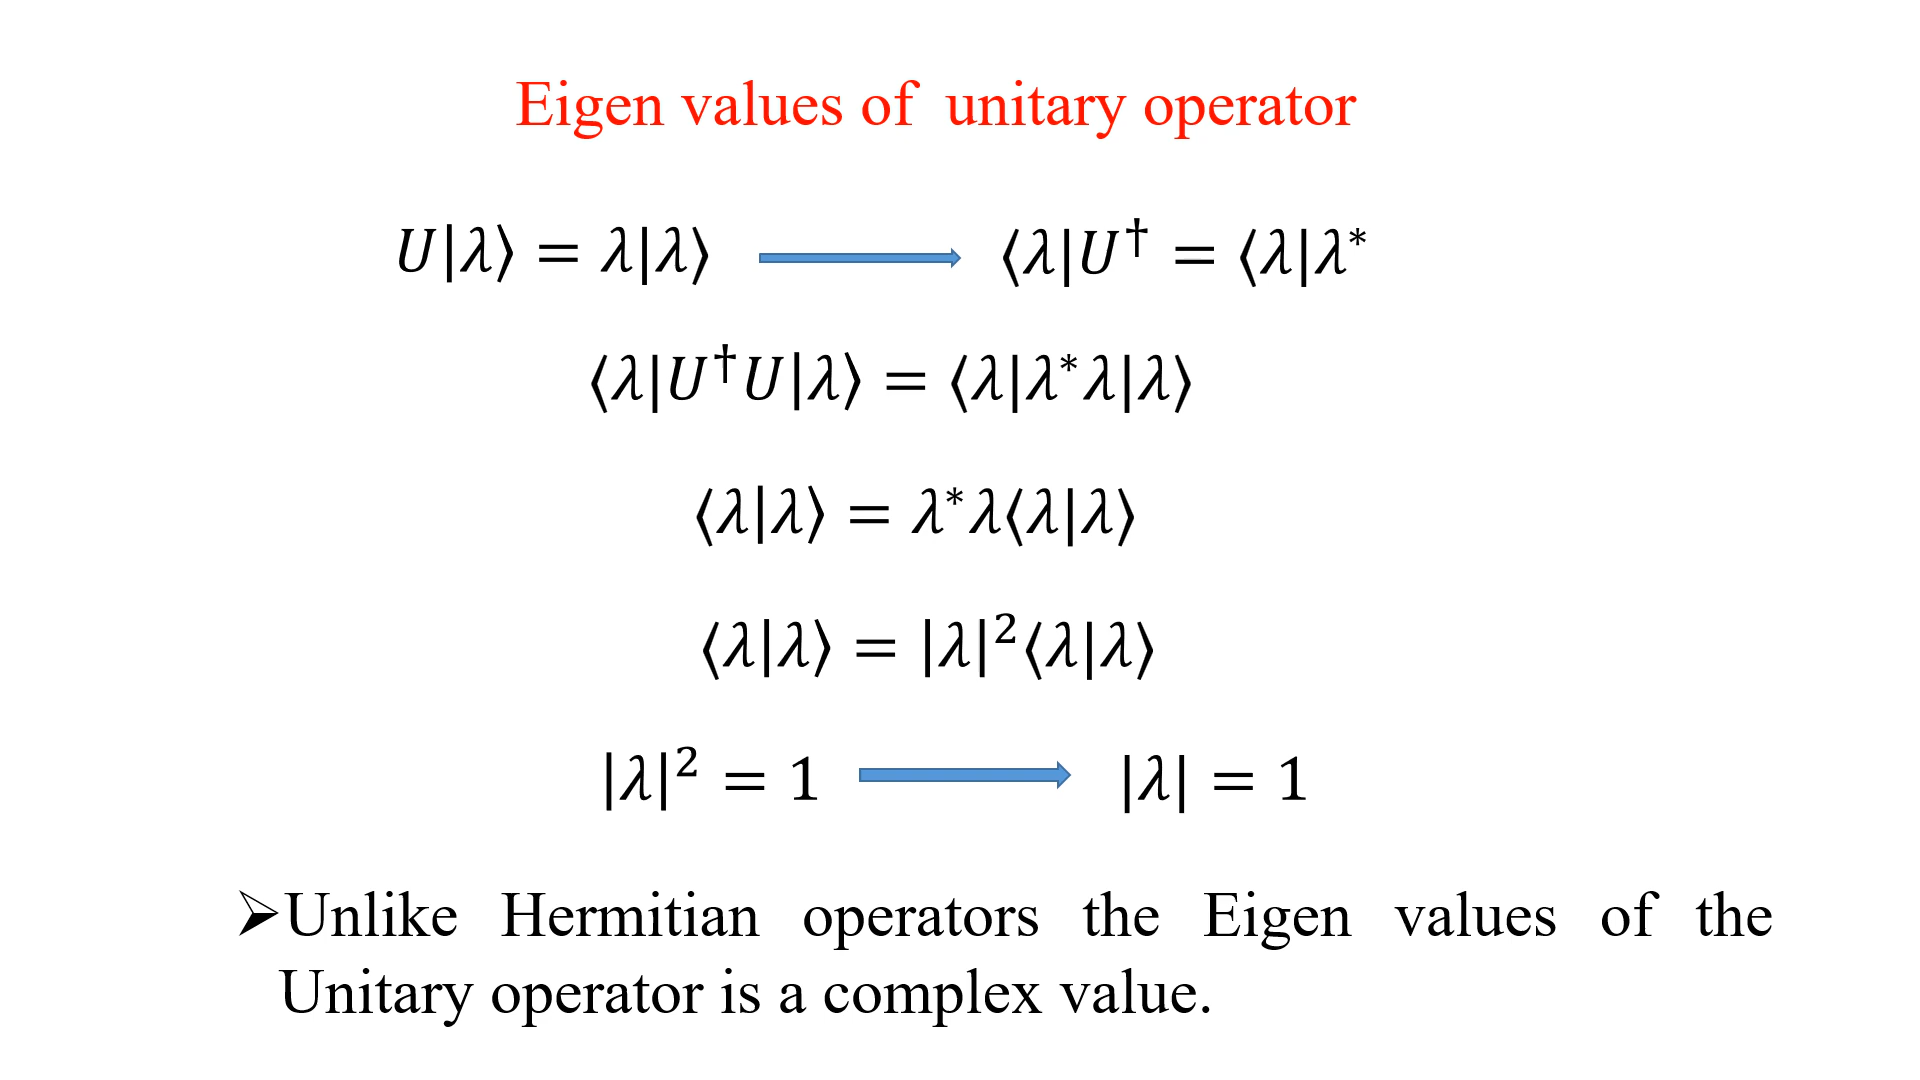 Eigen values of unitary operator
U|λ⟩ = λ|λ⟩ ⟨λ|U† = ⟨λ|λ*
⟨λ|U†U|λ⟩ = ⟨λ|λ*λ|λ⟩
⟨λ|λ⟩ = λ*λ⟨λ|λ⟩
⟨λ|λ⟩ = |λ|²⟨λ|λ⟩
|λ|² = 1 |λ| = 1
➢Unlike Hermitian operators the Eigen values of the
Unitary operator is a complex value.